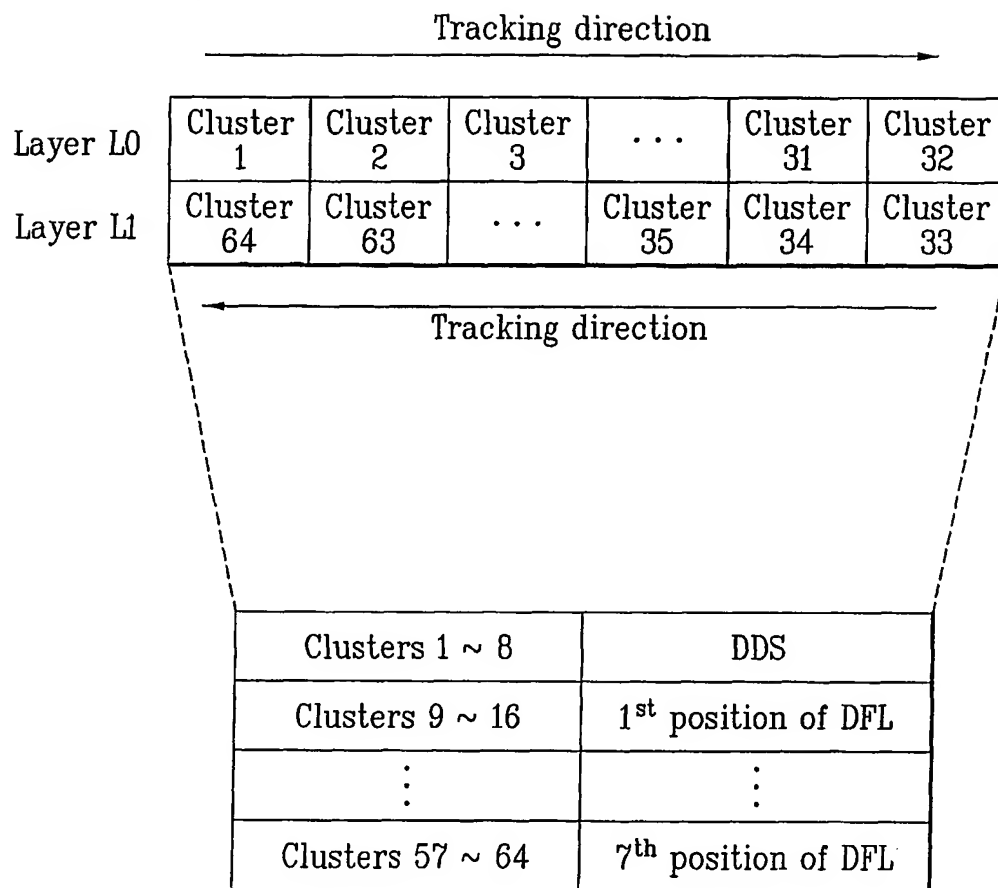 Tracking direction
Layer L0 Cluster 1 Cluster 2 Cluster 3 ... Cluster 31 Cluster 32
Layer L1 Cluster 64 Cluster 63 ... Cluster 35 Cluster 34 Cluster 33
Tracking direction
Clusters 1 ~ 8 DDS
Clusters 9 ~ 16 1st position of DFL
⋮ ⋮
Clusters 57 ~ 64 7th position of DFL